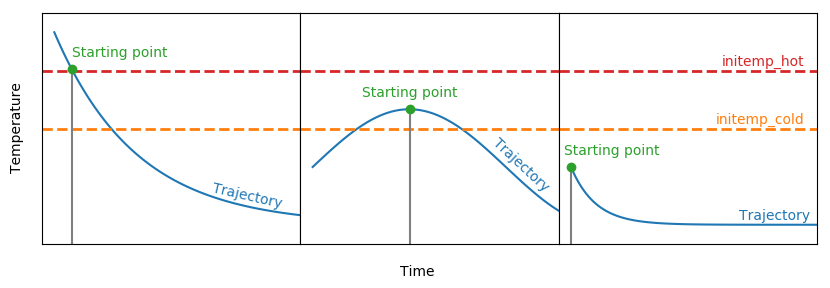 Starting point
initemp_hot
Starting point
initemp_cold
Starting point
Temperature
Trajectory
Trajectory
Trajectory
Time